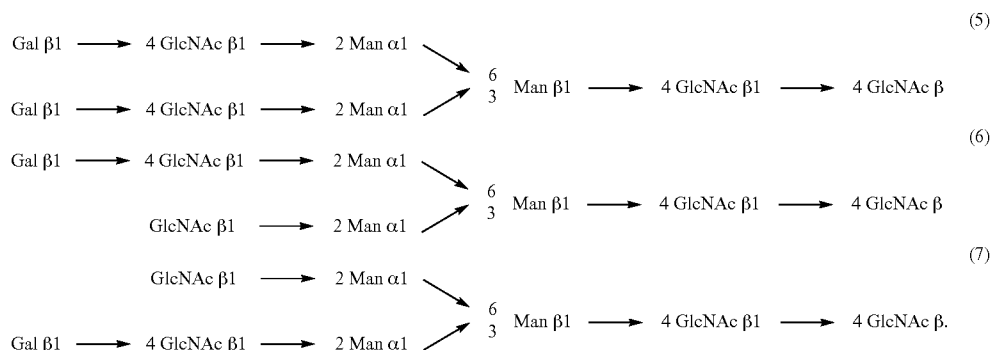 (5)
Gal β1 → 4 GlcNAc β1 → 2 Man α1
6
3 Man β1 → 4 GlcNAc β1 → 4 GlcNAc β
Gal β1 → 4 GlcNAc β1 → 2 Man α1
(6)
Gal β1 → 4 GlcNAc β1 → 2 Man α1
6
3 Man β1 → 4 GlcNAc β1 → 4 GlcNAc β
GlcNAc β1 → 2 Man α1
(7)
GlcNAc β1 → 2 Man α1
6
3 Man β1 → 4 GlcNAc β1 → 4 GlcNAc β.
Gal β1 → 4 GlcNAc β1 → 2 Man α1